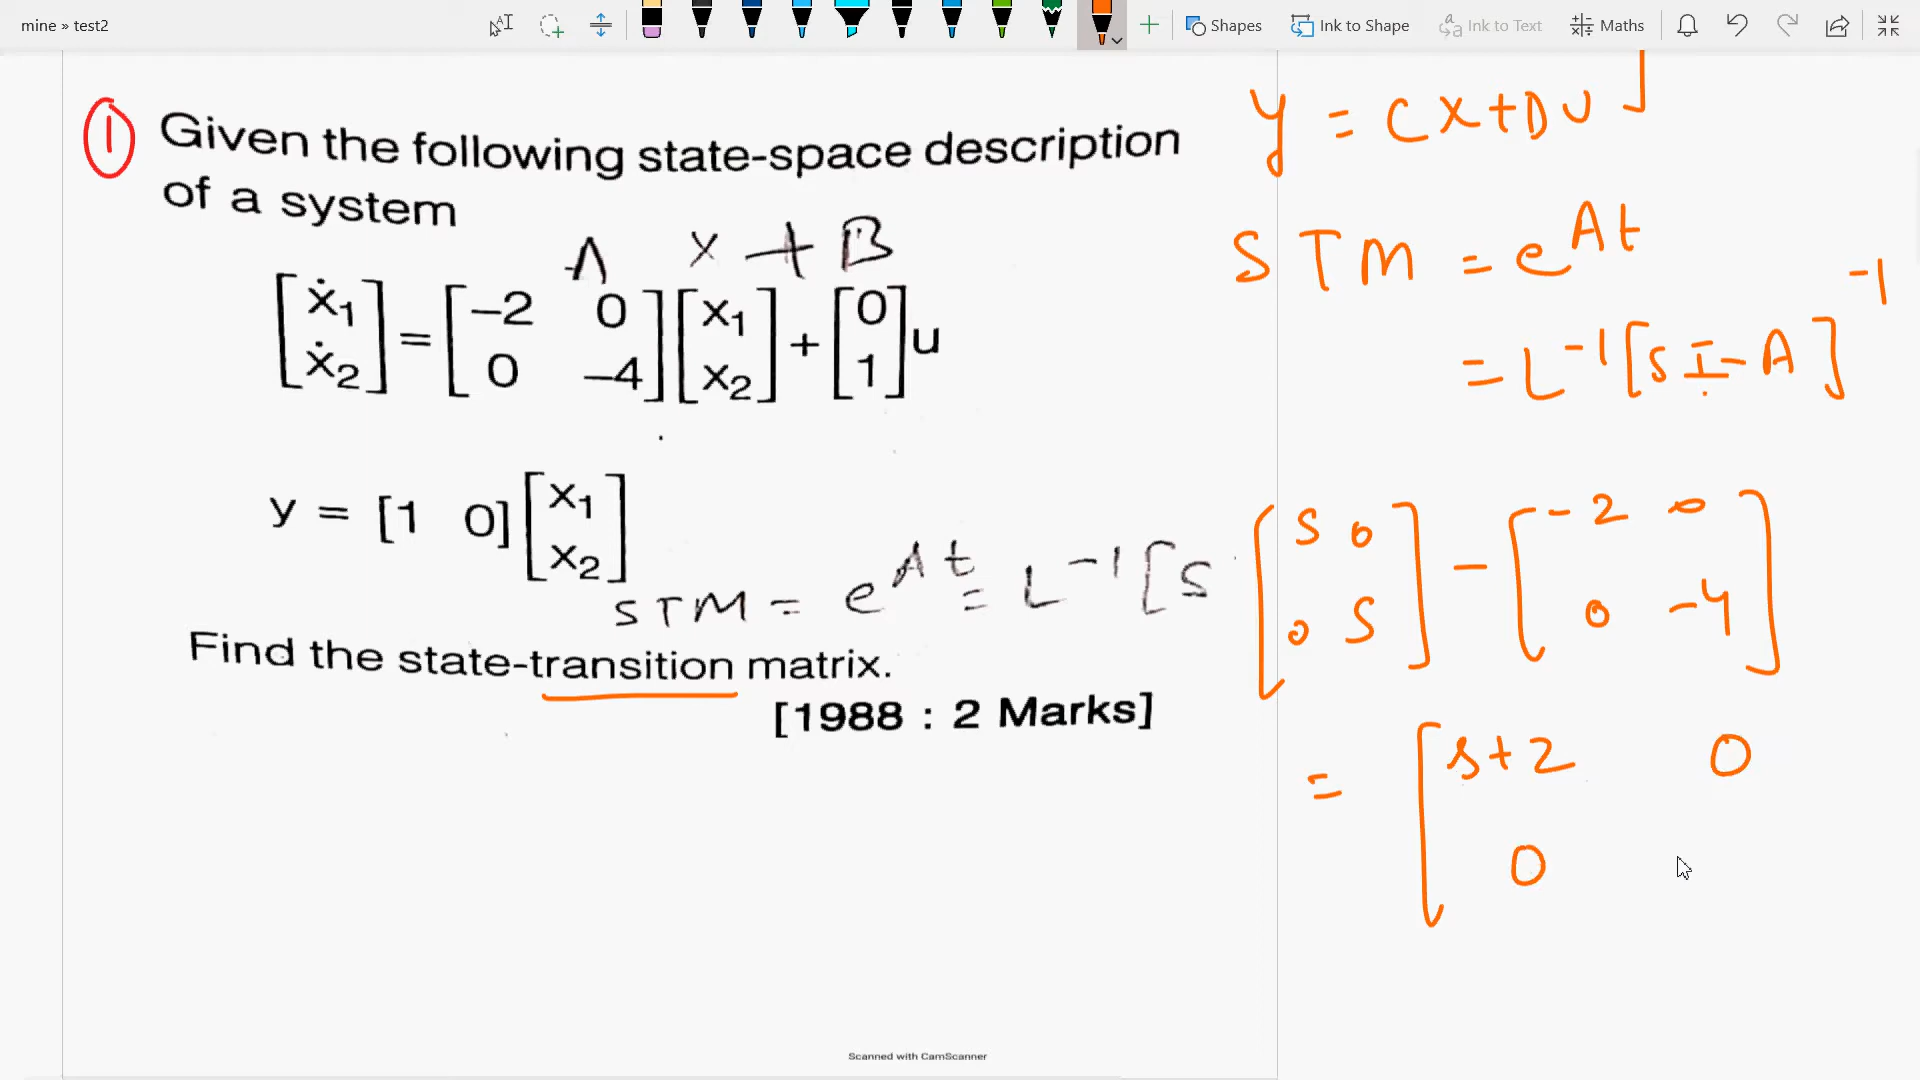 mine » test2
Shapes Ink to Shape Ink to Text Maths
① Given the following state-space description
of a system
A X + B
[ẋ1 ẋ2] = [−2 0 0 −4] [x1 x2] + [0 1] u
y = [1 0] [x1 x2]
STM = e^At = L^-1 [S
Find the state-transition matrix.
[1988 : 2 Marks]
Scanned with CamScanner
y = CX+DU ]
STM = e^At
= L^-1 [SI-A]^-1
[S 0 0 S] - [-2 0 0 -4]
= [s+2 0
0